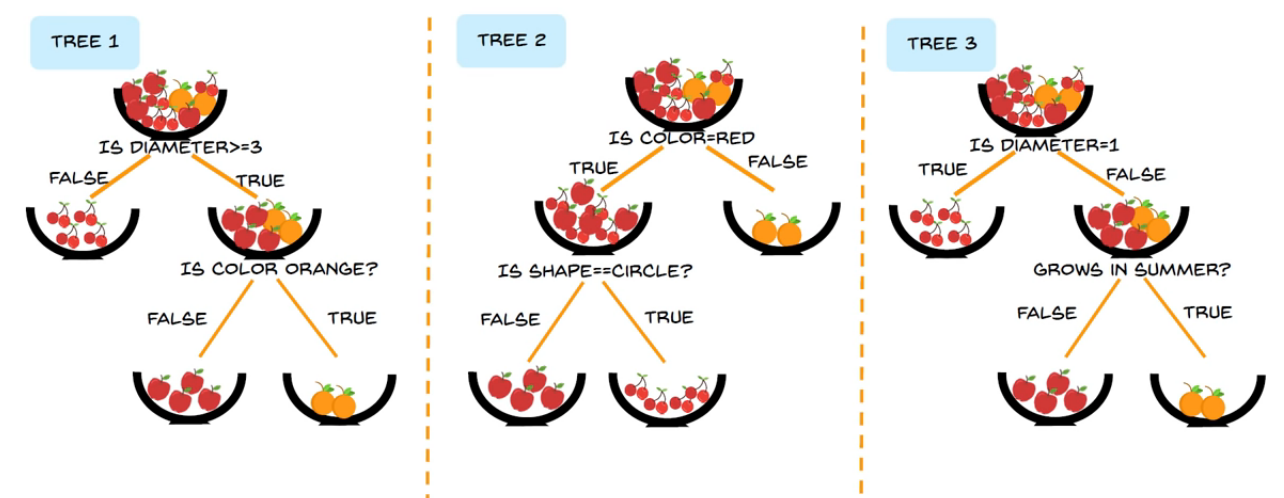 TREE 1
IS DIAMETER>=3
FALSE
TRUE
IS COLOR ORANGE?
FALSE
TRUE
TREE 2
IS COLOR=RED
TRUE
FALSE
IS SHAPE==CIRCLE?
FALSE
TRUE
TREE 3
IS DIAMETER=1
TRUE
FALSE
GROWS IN SUMMER?
FALSE
TRUE